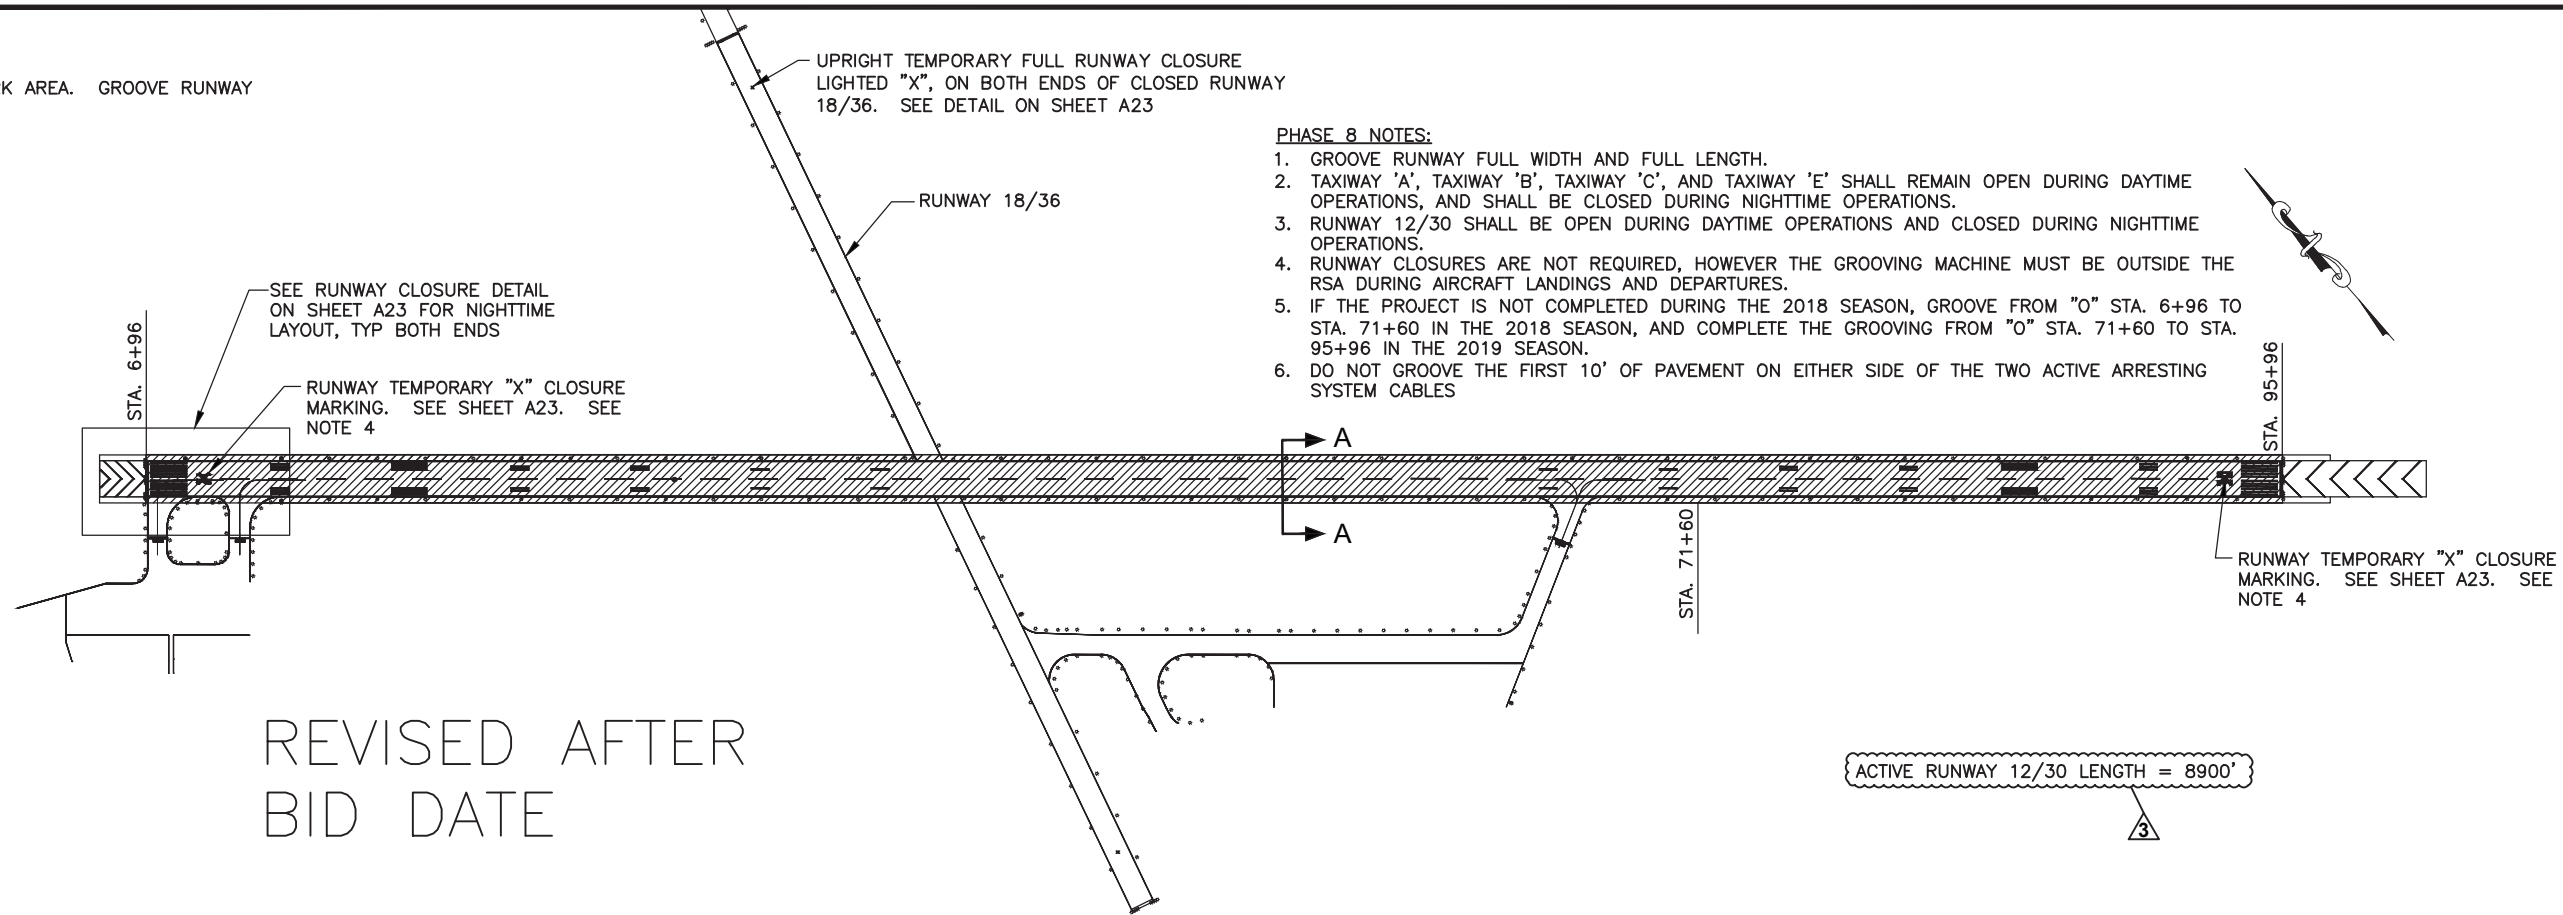 K AREA. GROOVE RUNWAY
UPRIGHT TEMPORARY FULL RUNWAY CLOSURE
LIGHTED "X", ON BOTH ENDS OF CLOSED RUNWAY
18/36. SEE DETAIL ON SHEET A23
RUNWAY 18/36
PHASE 8 NOTES:
1. GROOVE RUNWAY FULL WIDTH AND FULL LENGTH.
2. TAXIWAY 'A', TAXIWAY 'B', TAXIWAY 'C', AND TAXIWAY 'E' SHALL REMAIN OPEN DURING DAYTIME
OPERATIONS, AND SHALL BE CLOSED DURING NIGHTTIME OPERATIONS.
3. RUNWAY 12/30 SHALL BE OPEN DURING DAYTIME OPERATIONS AND CLOSED DURING NIGHTTIME
OPERATIONS.
4. RUNWAY CLOSURES ARE NOT REQUIRED, HOWEVER THE GROOVING MACHINE MUST BE OUTSIDE THE
RSA DURING AIRCRAFT LANDINGS AND DEPARTURES.
5. IF THE PROJECT IS NOT COMPLETED DURING THE 2018 SEASON, GROOVE FROM "O" STA. 6+96 TO
STA. 71+60 IN THE 2018 SEASON, AND COMPLETE THE GROOVING FROM "O" STA. 71+60 TO STA.
95+96 IN THE 2019 SEASON.
6. DO NOT GROOVE THE FIRST 10' OF PAVEMENT ON EITHER SIDE OF THE TWO ACTIVE ARRESTING
SYSTEM CABLES
SEE RUNWAY CLOSURE DETAIL
ON SHEET A23 FOR NIGHTTIME
LAYOUT, TYP BOTH ENDS
STA. 6+96
RUNWAY TEMPORARY "X" CLOSURE
MARKING. SEE SHEET A23. SEE
NOTE 4
STA. 95+96
A
A
STA. 71+60
RUNWAY TEMPORARY "X" CLOSURE
MARKING. SEE SHEET A23. SEE
NOTE 4
REVISED AFTER
BID DATE
ACTIVE RUNWAY 12/30 LENGTH = 8900'
3